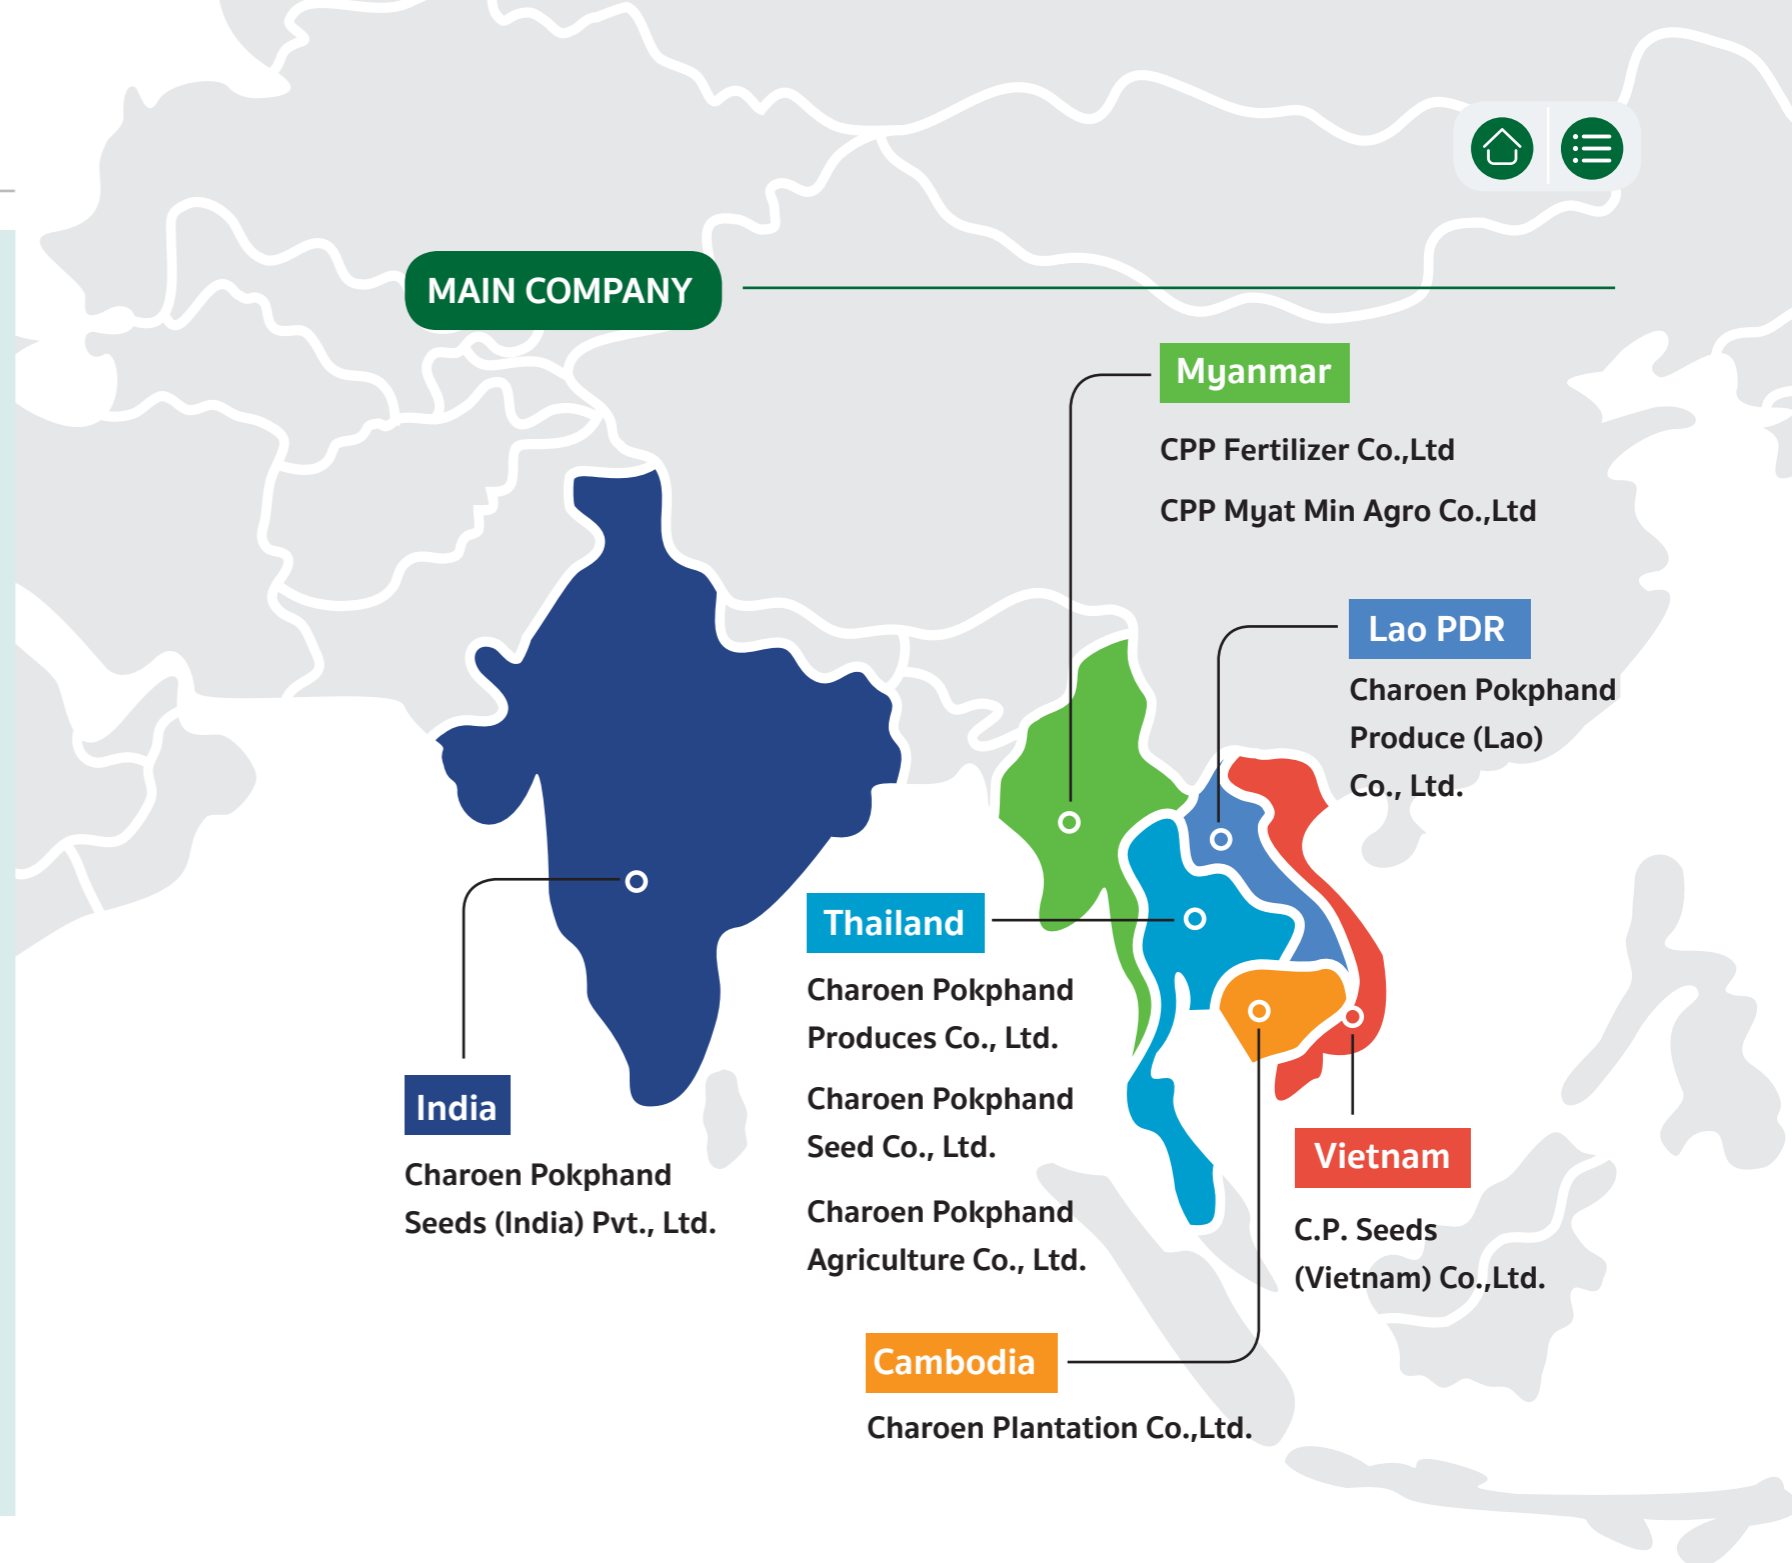 MAIN COMPANY
Myanmar
CPP Fertilizer Co.,Ltd
CPP Myat Min Agro Co.,Ltd
Lao PDR
Charoen Pokphand
Produce (Lao)
Co., Ltd.
Thailand
Charoen Pokphand
Produces Co., Ltd.
Charoen Pokphand
Seed Co., Ltd.
Charoen Pokphand
Agriculture Co., Ltd.
India
Charoen Pokphand
Seeds (India) Pvt., Ltd.
Vietnam
C.P. Seeds
(Vietnam) Co.,Ltd.
Cambodia
Charoen Plantation Co.,Ltd.